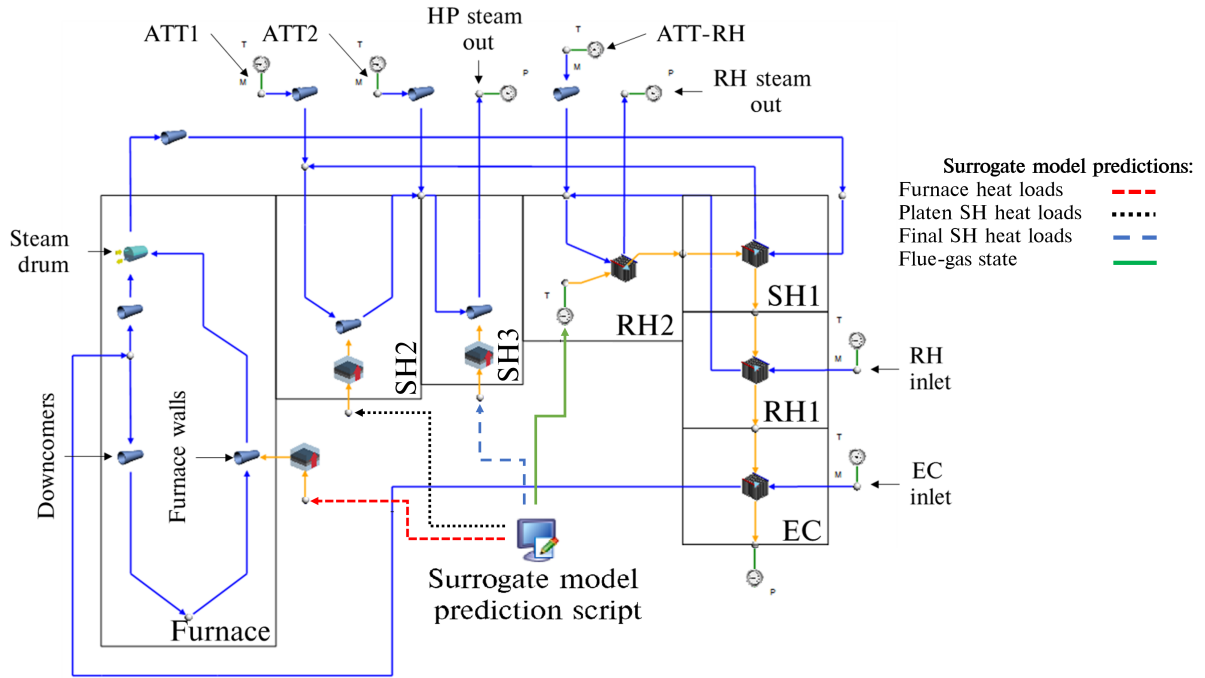 HP steam
out
ATT1
ATT2
ATT-RH
RH steam
out
T
M
T
M
T
M
P
P
Surrogate model predictions:
Furnace heat loads
Platen SH heat loads
Final SH heat loads
Flue-gas state
Steam
drum
SH1
T
M
RH2
RH
inlet
SH2
SH3
T
RH1
Downcomers
Furnace walls
T
M
EC
inlet
EC
Surrogate model
prediction script
P
Furnace